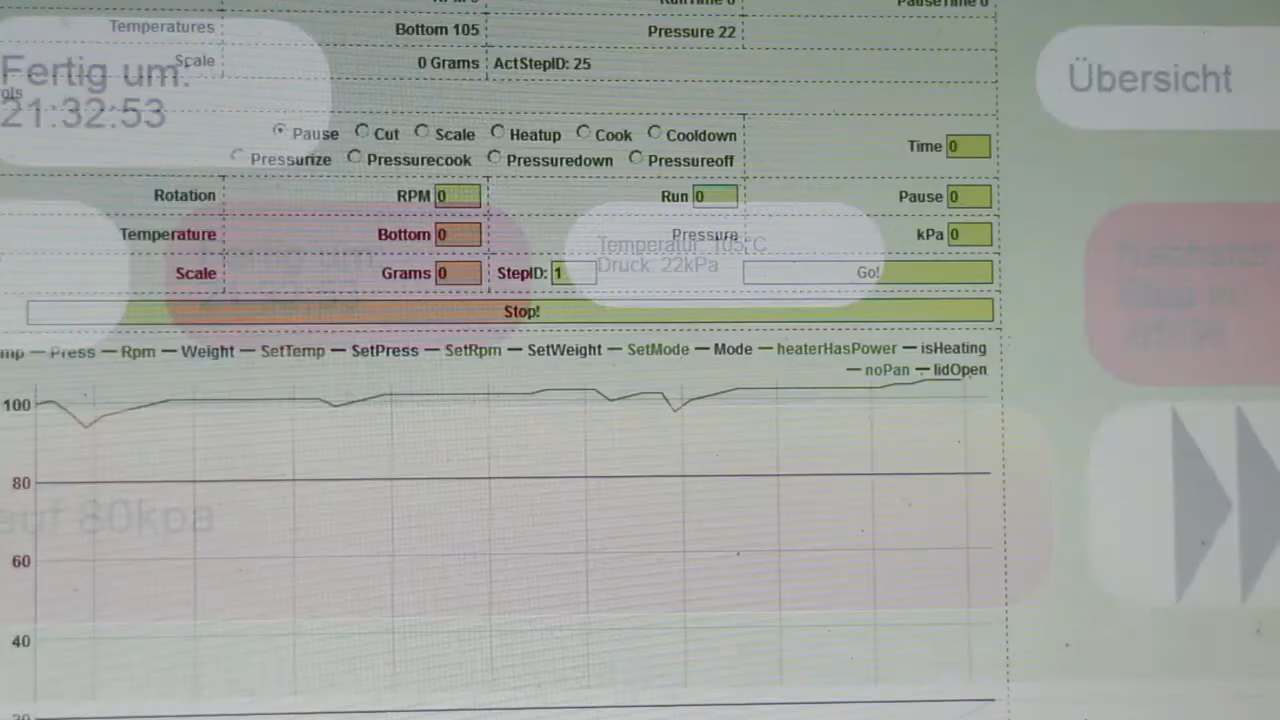 Temperatures
Bottom 105
Pressure 22
Scale
0 Grams
ActStepID: 25
Fertig um:
21:32:53
Übersicht
Pause Cut Scale Heatup Cook Cooldown
Pressurize Pressurecook Pressuredown Pressureoff
Time 0
Rotation
RPM 0
Run 0
Pause 0
Temperature
Bottom 0
Pressure
kPa 0
Temperatur: 105°C
Druck: 22kPa
Scale
Grams 0
StepID: 1
Go!
Stop!
Press Rpm Weight SetTemp SetPress SetRpm SetWeight SetMode Mode heaterHasPower isHeating
noPan lidOpen
100
80
auf 80kpa
60
40